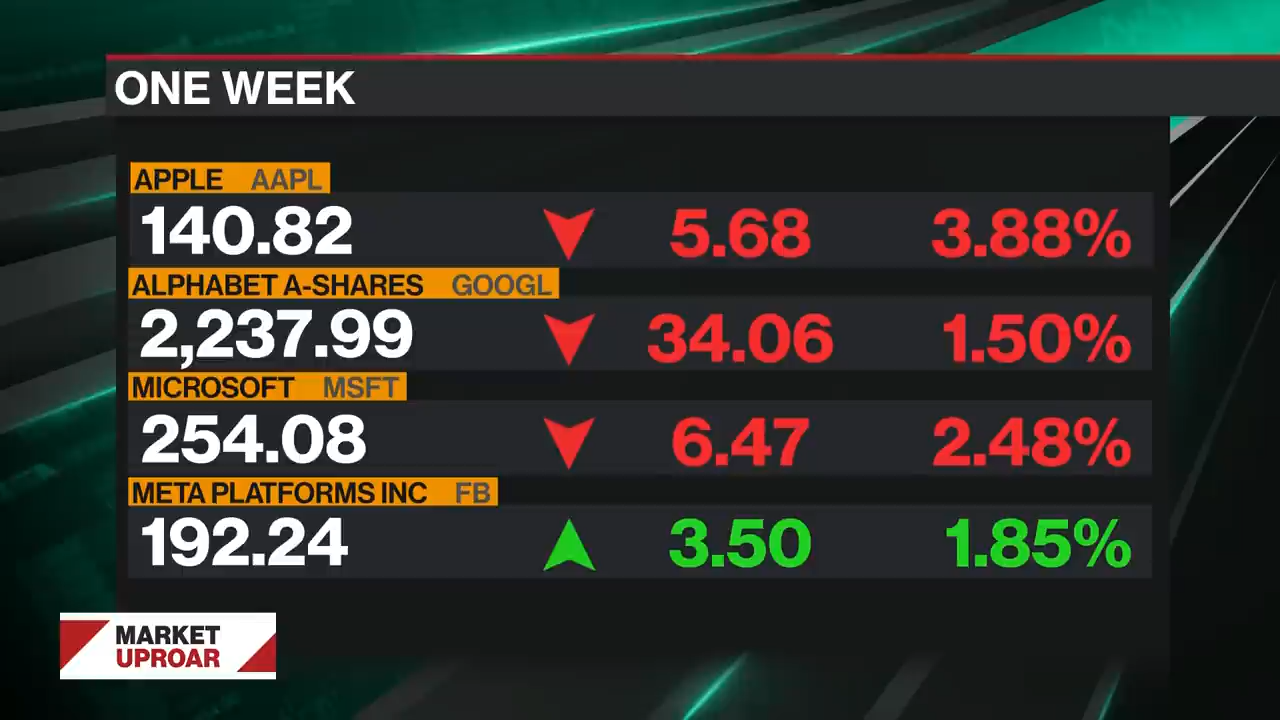 ONE WEEK
APPLE AAPL
140.82 5.68 3.88%
ALPHABET A-SHARES GOOGL
2,237.99 34.06 1.50%
MICROSOFT MSFT
254.08 6.47 2.48%
META PLATFORMS INC FB
192.24 3.50 1.85%
MARKET
UPROAR